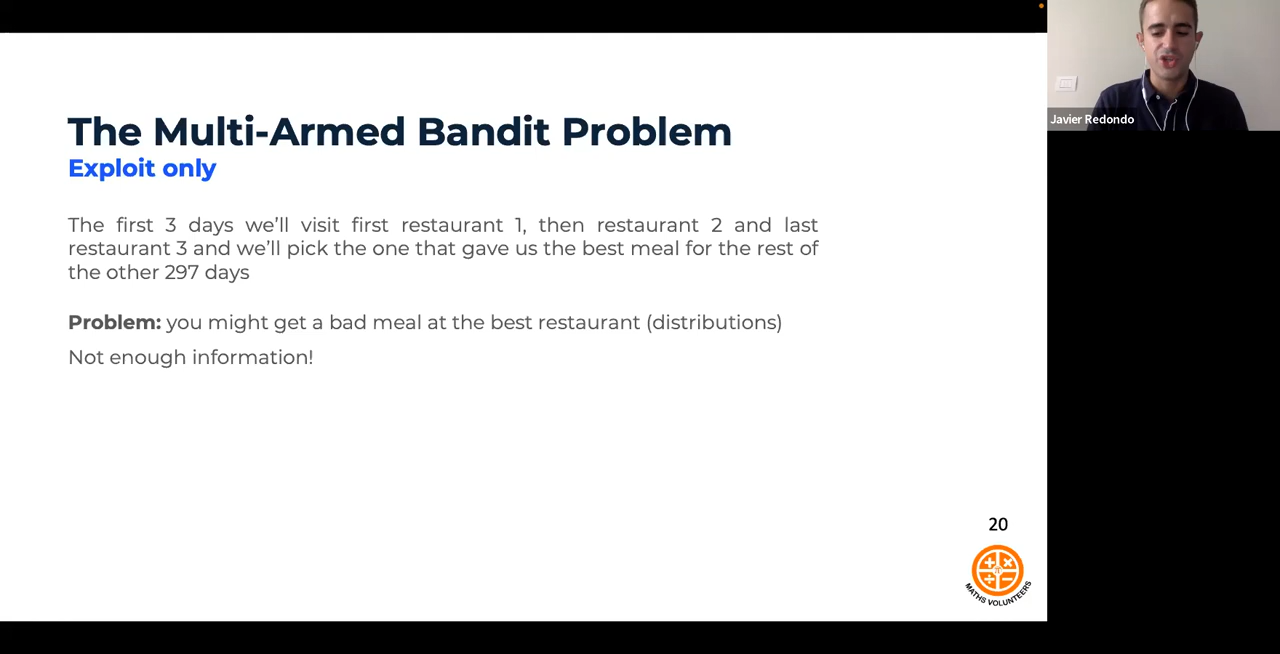 The Multi-Armed Bandit Problem
Exploit only
The first 3 days we’ll visit first restaurant 1, then restaurant 2 and last
restaurant 3 and we’ll pick the one that gave us the best meal for the rest of
the other 297 days
Problem: you might get a bad meal at the best restaurant (distributions)
Not enough information!
20
MATHS VOLUNTEERS
Javier Redondo